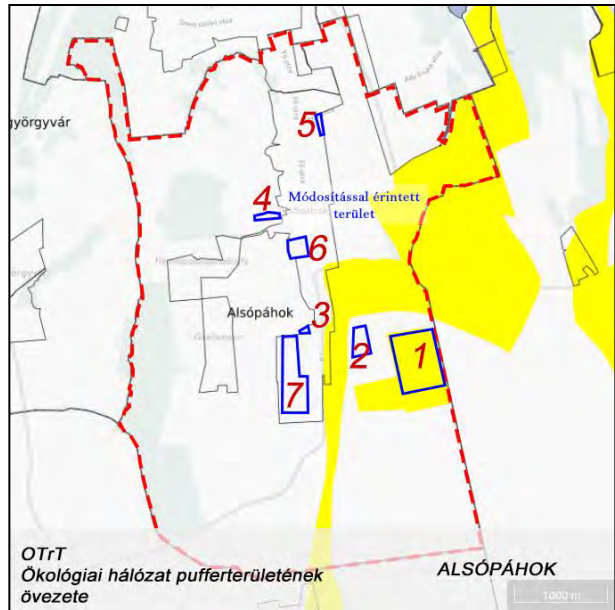 györgyvár
5
4
Módosítással érintett
terület
6
3
Alsópáhok
2
1
7
OTrT
Ökológiai hálózat pufferterületének
övezete
ALSÓPÁHOK
1000 m